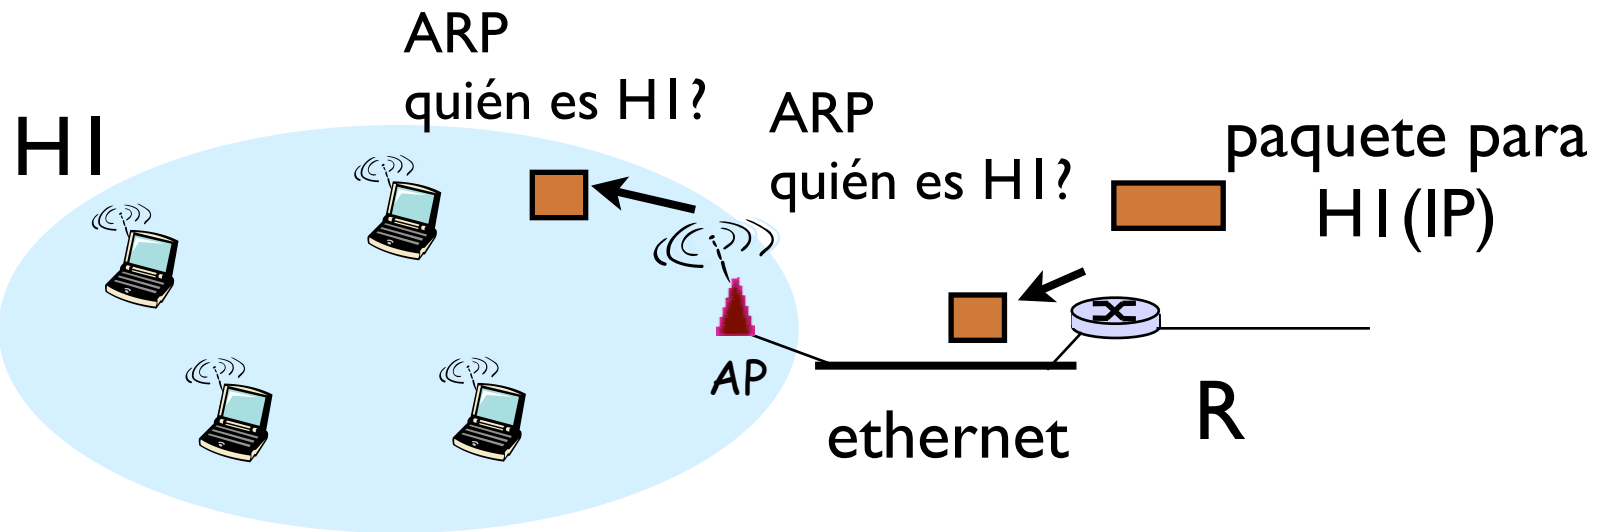 ARP
quién es H1?
H1
ARP
quién es H1?
paquete para
H1(IP)
AP
ethernet
R